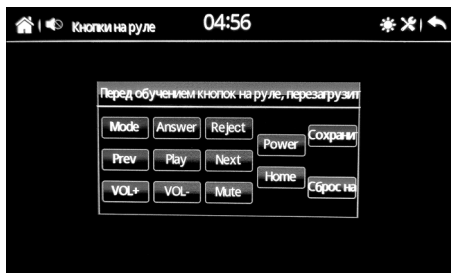 Кнопки на руле 04:56
Перед обучением кнопок на руле, перезагрузит
Mode Answer Reject Сохранит
Power
Prev Play Next
Home
VOL+ VOL- Mute Сброс на